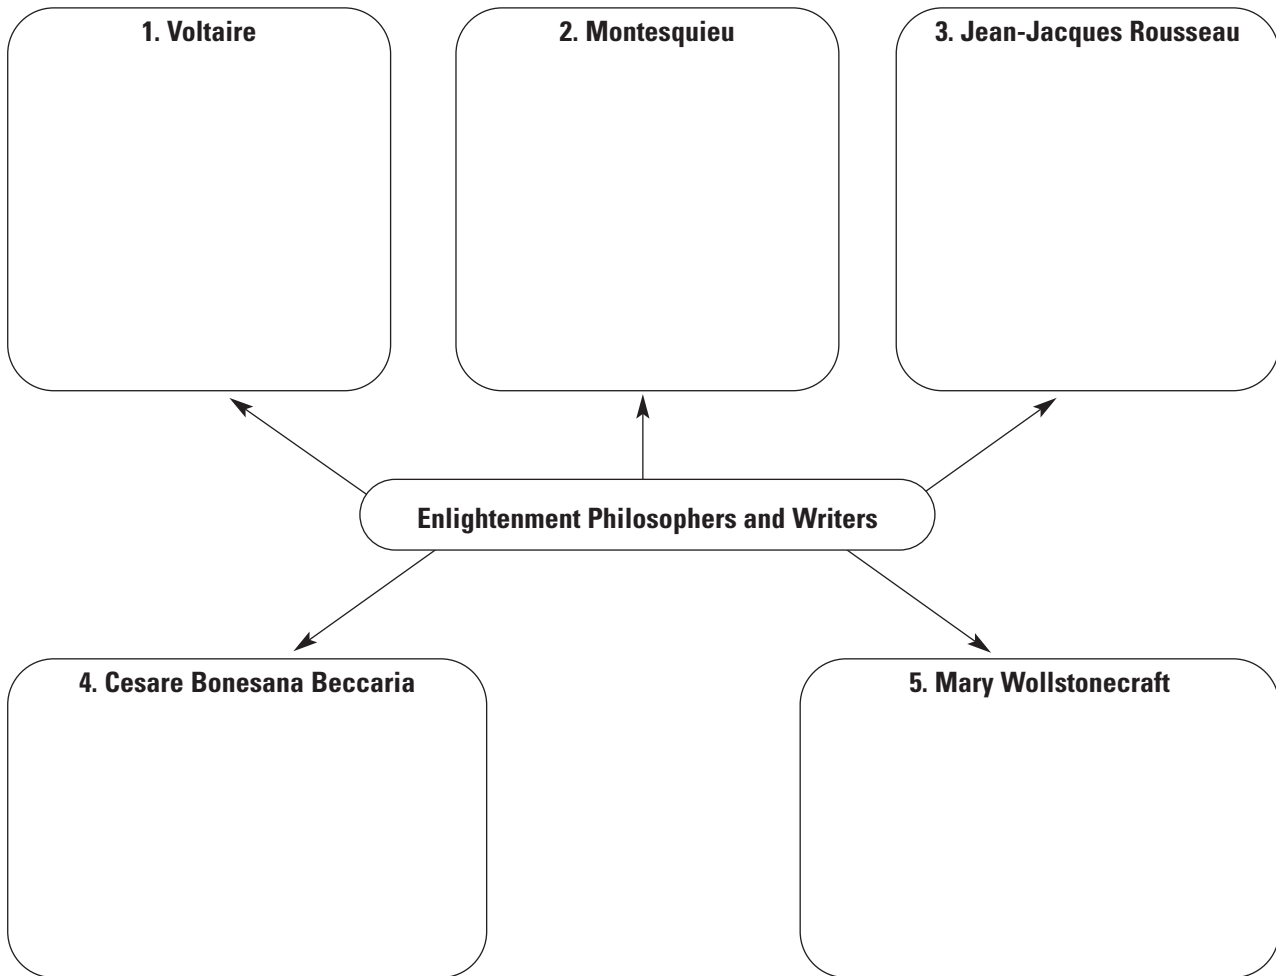 1. Voltaire
2. Montesquieu
3. Jean-Jacques Rousseau
Enlightenment Philosophers and Writers
4. Cesare Bonesana Beccaria
5. Mary Wollstonecraft